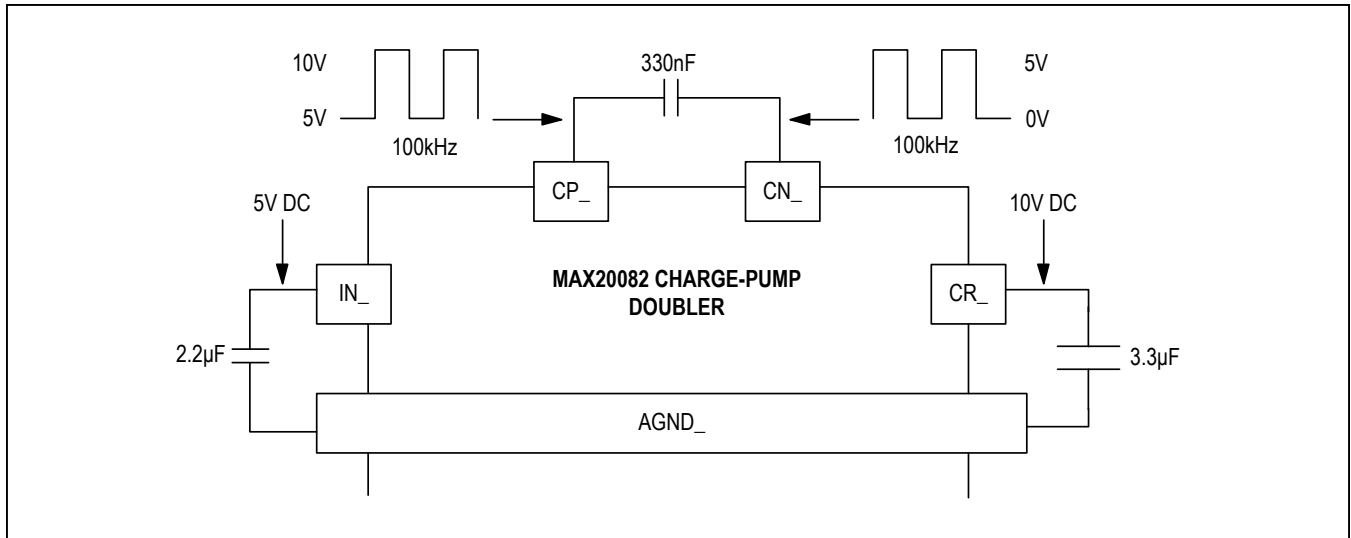 10V
330nF
5V
5V
0V
100kHz
100kHz
CP_
CN_
5V DC
10V DC
IN_
MAX20082 CHARGE-PUMP
DOUBLER
CR_
2.2µF
3.3µF
AGND_